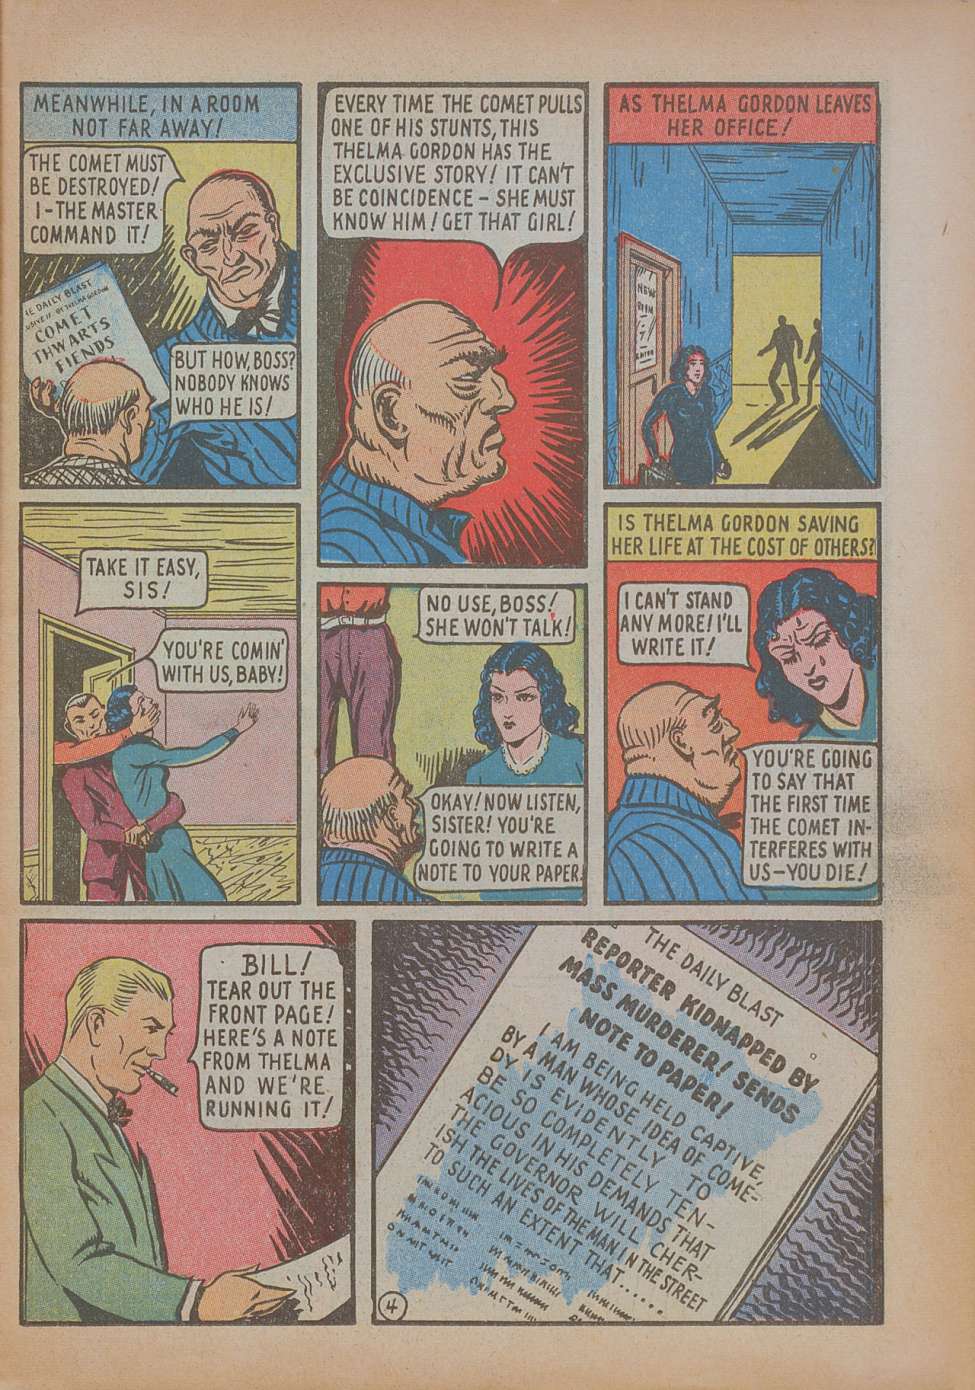 MEANWHILE, IN A ROOM
NOT FAR AWAY!
THE COMET MUST
BE DESTROYED!
I-THE MASTER
COMMAND IT!
DAILY BLAST
COMET
THWARTS
FIENDS
BUT HOW, BOSS?
NOBODY KNOWS
WHO HE IS!
EVERY TIME THE COMET PULLS
ONE OF HIS STUNTS, THIS
THELMA GORDON HAS THE
EXCLUSIVE STORY! IT CAN'T
BE COINCIDENCE - SHE MUST
KNOW HIM! GET THAT GIRL!
AS THELMA GORDON LEAVES
HER OFFICE!
NEWS
TAKE IT EASY,
SIS!
YOU'RE COMIN'
WITH US, BABY!
NO USE, BOSS!
SHE WON'T TALK!
OKAY! NOW LISTEN,
SISTER! YOU'RE
GOING TO WRITE A
NOTE TO YOUR PAPER.
IS THELMA GORDON SAVING
HER LIFE AT THE COST OF OTHERS?
I CAN'T STAND
ANY MORE! I'LL
WRITE IT!
YOU'RE GOING
TO SAY THAT
THE FIRST TIME
THE COMET IN-
TERFERES WITH
US-YOU DIE!
BILL!
TEAR OUT THE
FRONT PAGE!
HERE'S A NOTE
FROM THELMA
AND WE'RE
RUNNING IT!
THE DAILY BLAST
REPORTER KIDNAPPED BY
MASS MURDERER! SENDS
NOTE TO PAPER!
I AM BEING HELD CAPTIVE,
BY A MAN WHOSE IDEA OF COME-
DY IS EVIDENTLY TO
BE SO COMPLETELY TEN-
ACIOUS IN HIS DEMANDS THAT
THE GOVERNOR WILL CHER-
ISH THE LIVES OF THE MAN IN THE STREET
TO SUCH AN EXTENT THAT......
4